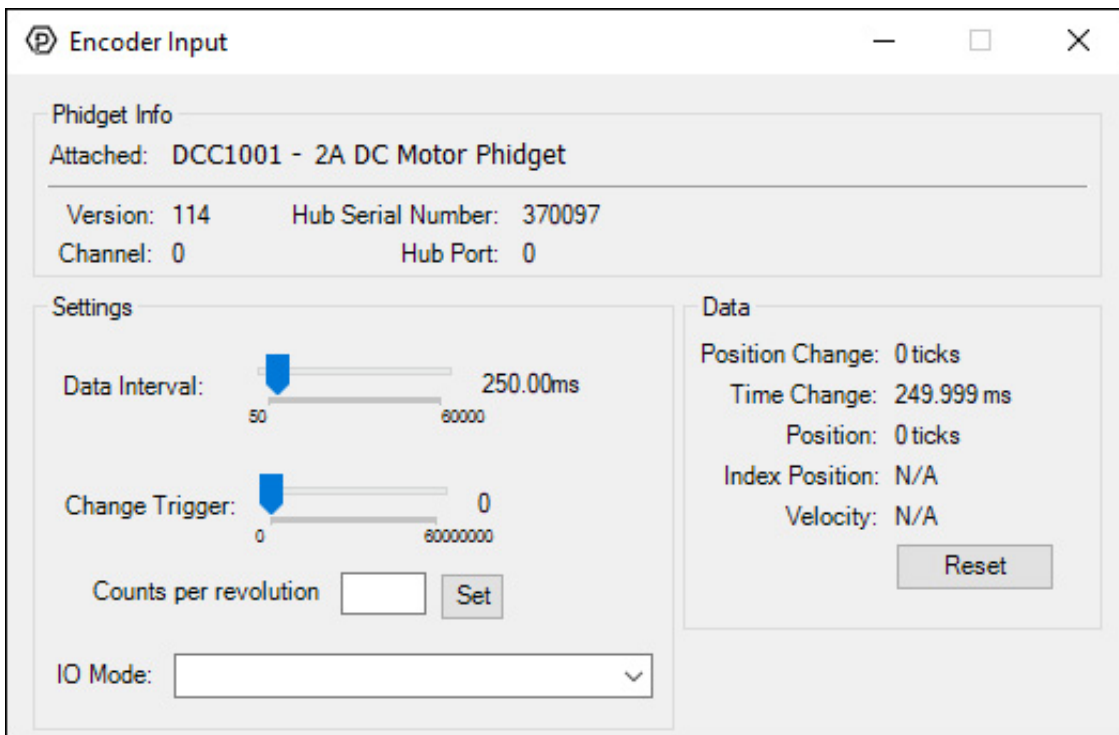 Encoder Input
Phidget Info
Attached: DCC1001 - 2A DC Motor Phidget
Version: 114 Hub Serial Number: 370097
Channel: 0 Hub Port: 0
Settings
Data Interval: 250.00ms
50 60000
Change Trigger: 0
0 60000000
Counts per revolution Set
IO Mode:
Data
Position Change: 0 ticks
Time Change: 249.999 ms
Position: 0 ticks
Index Position: N/A
Velocity: N/A
Reset